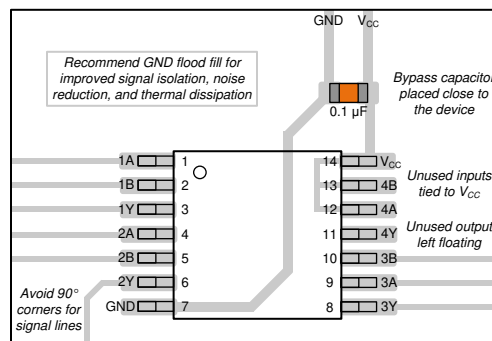 GND VCC
Recommend GND flood fill for
improved signal isolation, noise
reduction, and thermal dissipation
Bypass capacitor
placed close to
the device
0.1 µF
1A 1 14 VCC
1B 2 13 4B
1Y 3 12 4A
2A 4 11 4Y
2B 5 10 3B
2Y 6 9 3A
GND 7 8 3Y
Unused inputs
tied to VCC
Unused output
left floating
Avoid 90°
corners for
signal lines